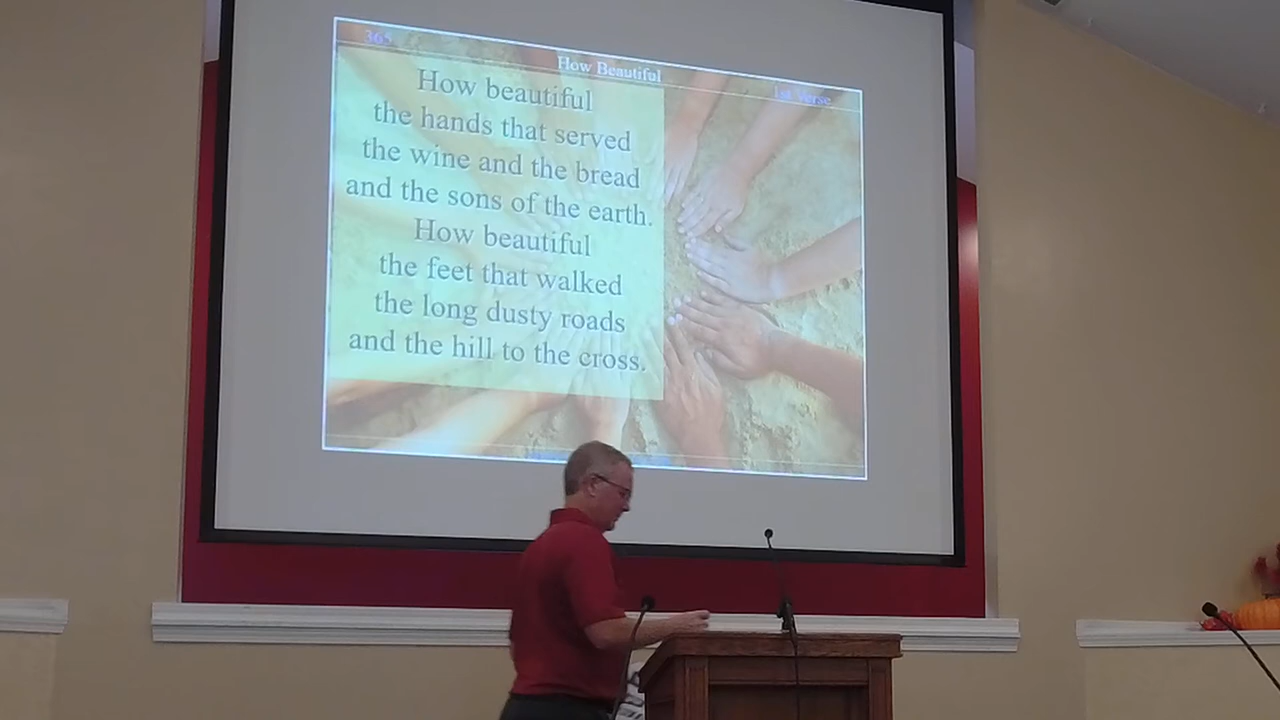 365
How Beautiful
1st Verse
How beautiful
the hands that served
the wine and the bread
and the sons of the earth.
How beautiful
the feet that walked
the long dusty roads
and the hill to the cross.